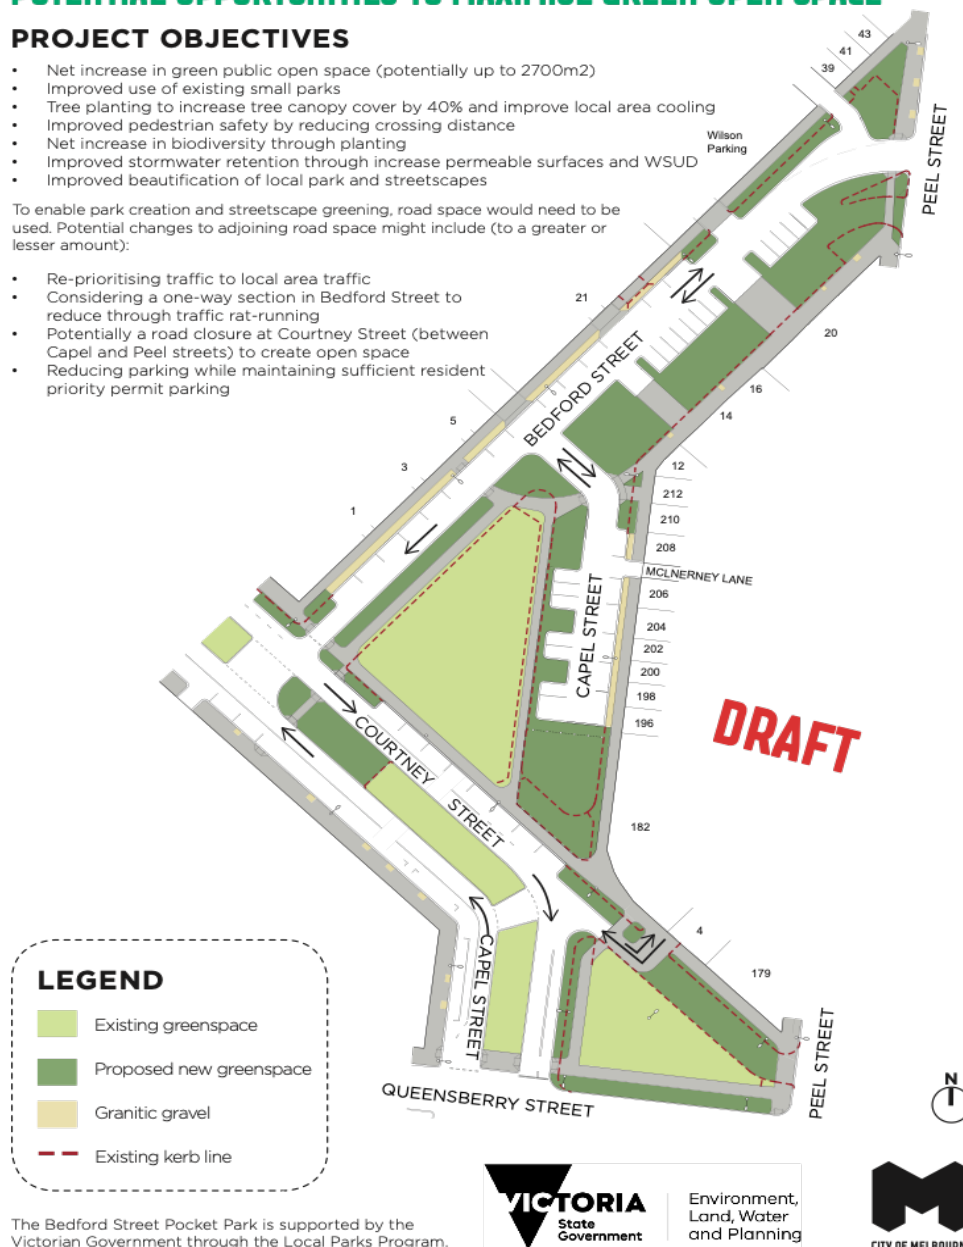 POTENTIAL OPPORTUNITIES TO MAXIMISE GREEN OPEN SPACE
PROJECT OBJECTIVES
• Net increase in green public open space (potentially up to 2700m2)
• Improved use of existing small parks
• Tree planting to increase tree canopy cover by 40% and improve local area cooling
• Improved pedestrian safety by reducing crossing distance
• Net increase in biodiversity through planting
• Improved stormwater retention through increase permeable surfaces and WSUD
• Improved beautification of local park and streetscapes
To enable park creation and streetscape greening, road space would need to be
used. Potential changes to adjoining road space might include (to a greater or
lesser amount):
• Re-prioritising traffic to local area traffic
• Considering a one-way section in Bedford Street to
reduce through traffic rat-running
• Potentially a road closure at Courtney Street (between
Capel and Peel streets) to create open space
• Reducing parking while maintaining sufficient resident
priority permit parking
43
41
39
Wilson
Parking
PEEL STREET
21
20
BEDFORD STREET
16
14
5
3
12
212
1
210
208
MCLNERNEY LANE
206
CAPEL STREET
204
202
200
198
196
DRAFT
COURTNEY
STREET
182
4
179
CAPEL STREET
PEEL STREET
QUEENSBERRY STREET
N
LEGEND
Existing greenspace
Proposed new greenspace
Granitic gravel
Existing kerb line
The Bedford Street Pocket Park is supported by the
Victorian Government through the Local Parks Program.
VICTORIA
State
Government
Environment,
Land, Water
and Planning
CITY OF MELBOURN